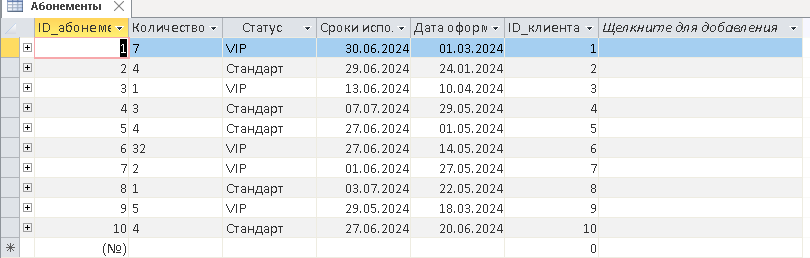 Абонементы
ID_абонеме Количество Статус Сроки испо. Дата оформ ID_клиента Щелкните для добавления
1 7 VIP 30.06.2024 01.03.2024 1
2 4 Стандарт 29.06.2024 24.01.2024 2
3 1 VIP 13.06.2024 10.04.2024 3
4 3 Стандарт 07.07.2024 29.05.2024 4
5 4 Стандарт 27.06.2024 01.05.2024 5
6 32 VIP 27.06.2024 14.05.2024 6
7 2 VIP 01.06.2024 27.05.2024 7
8 1 Стандарт 03.07.2024 22.05.2024 8
9 5 VIP 29.05.2024 18.03.2024 9
10 4 Стандарт 27.06.2024 20.06.2024 10
(№) 0